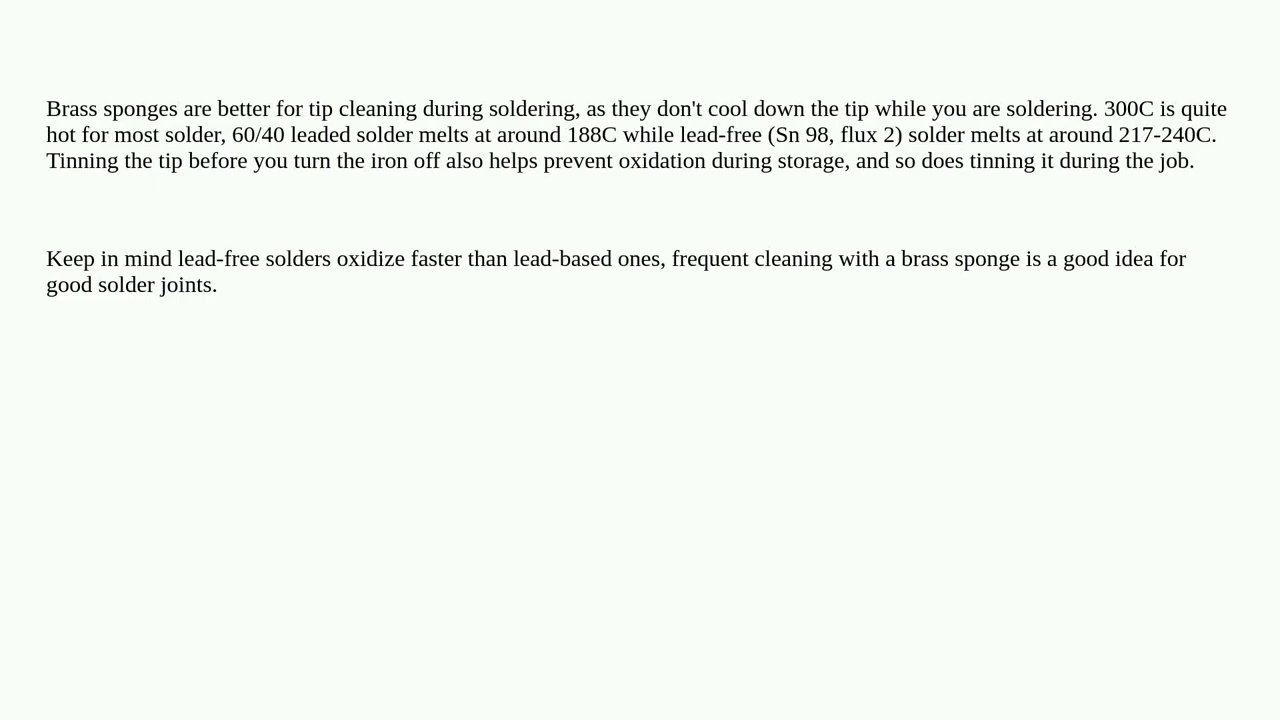 Brass sponges are better for tip cleaning during soldering, as they don't cool down the tip while you are soldering. 300C is quite
hot for most solder, 60/40 leaded solder melts at around 188C while lead-free (Sn 98, flux 2) solder melts at around 217-240C.
Tinning the tip before you turn the iron off also helps prevent oxidation during storage, and so does tinning it during the job.
Keep in mind lead-free solders oxidize faster than lead-based ones, frequent cleaning with a brass sponge is a good idea for
good solder joints.